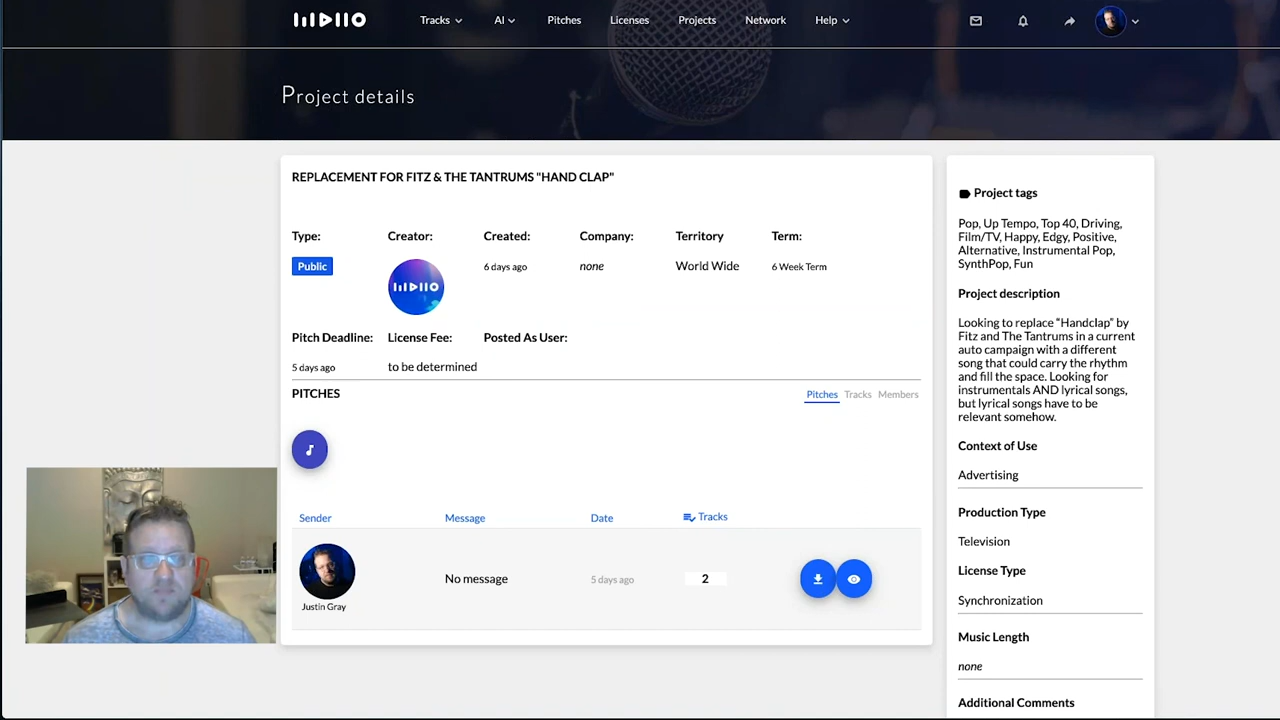 Tracks AI Pitches Licenses Projects Network Help
Project details
REPLACEMENT FOR FITZ & THE TANTRUMS "HAND CLAP"
Type: Creator: Created: Company: Territory Term:
Public 6 days ago none World Wide 6 Week Term
Pitch Deadline: License Fee: Posted As User:
5 days ago to be determined
PITCHES Pitches Tracks Members
Sender Message Date Tracks
No message 5 days ago 2
Justin Gray
Project tags
Pop, Up Tempo, Top 40, Driving,
Film/TV, Happy, Edgy, Positive,
Alternative, Instrumental Pop,
SynthPop, Fun
Project description
Looking to replace “Handclap” by
Fitz and The Tantrums in a current
auto campaign with a different
song that could carry the rhythm
and fill the space. Looking for
instrumentals AND lyrical songs,
but lyrical songs have to be
relevant somehow.
Context of Use
Advertising
Production Type
Television
License Type
Synchronization
Music Length
none
Additional Comments